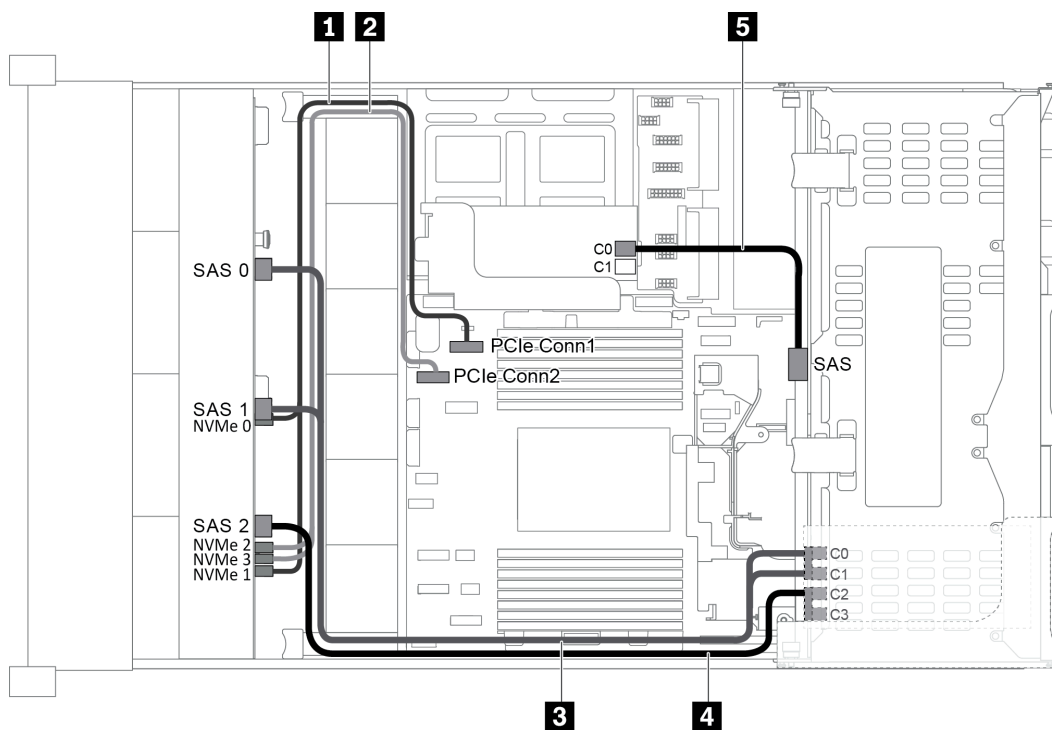 1
2
5
C0
C1
SAS 0
PCIe Conn1
SAS
PCIe Conn2
SAS 1
NVMe 0
SAS 2
NVMe 2
NVMe 3
NVMe 1
C0
C1
C2
C3
3
4